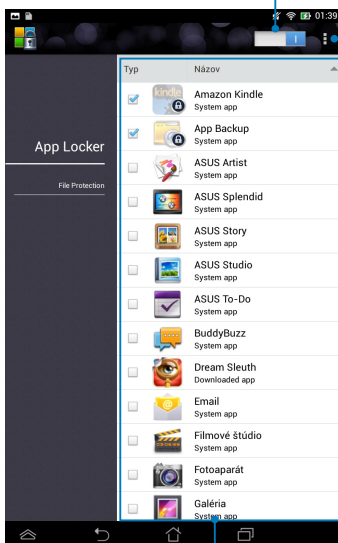 01:39
App Locker
File Protection
Typ Názov
kindle
Amazon Kindle
System app
App Backup
System app
ASUS Artist
System app
ASUS Splendid
System app
ASUS Story
System app
ASUS Studio
System app
ASUS To-Do
System app
BuddyBuzz
System app
Dream Sleuth
Downloaded app
Email
System app
Filmové štúdio
System app
Fotoaparát
System app
Galéria
System app